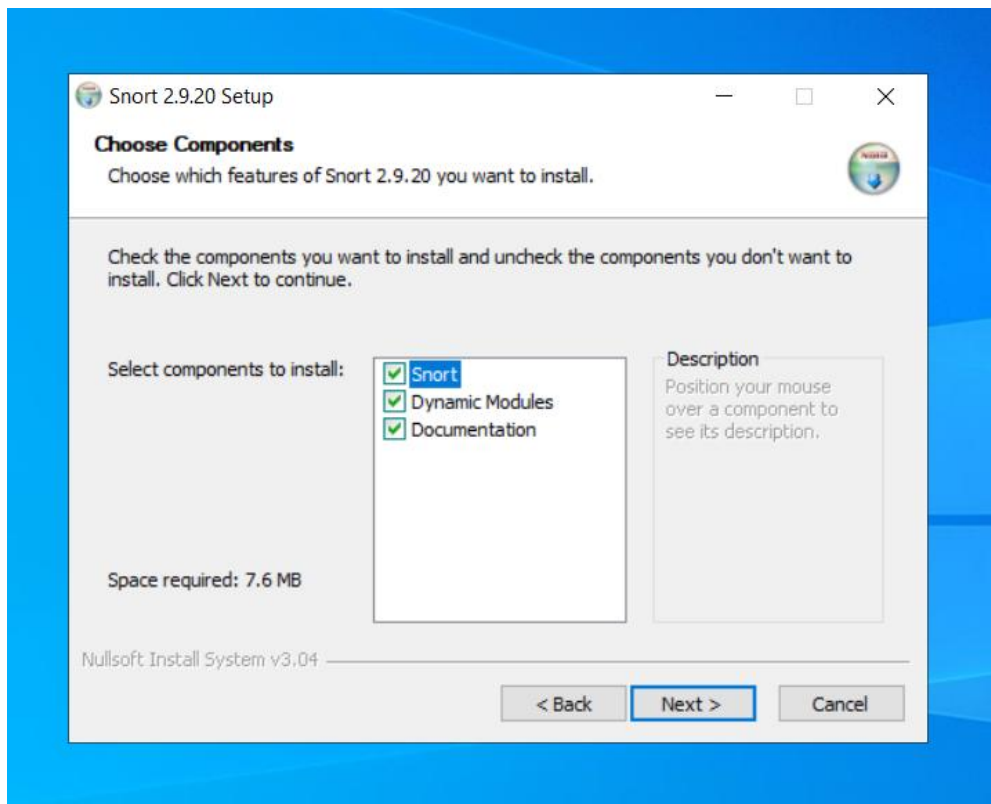 Snort 2.9.20 Setup
Choose Components
Choose which features of Snort 2.9.20 you want to install.
Check the components you want to install and uncheck the components you don't want to
install. Click Next to continue.
Select components to install:
Snort
Dynamic Modules
Documentation
Description
Position your mouse
over a component to
see its description.
Space required: 7.6 MB
Nullsoft Install System v3.04
< Back
Next >
Cancel